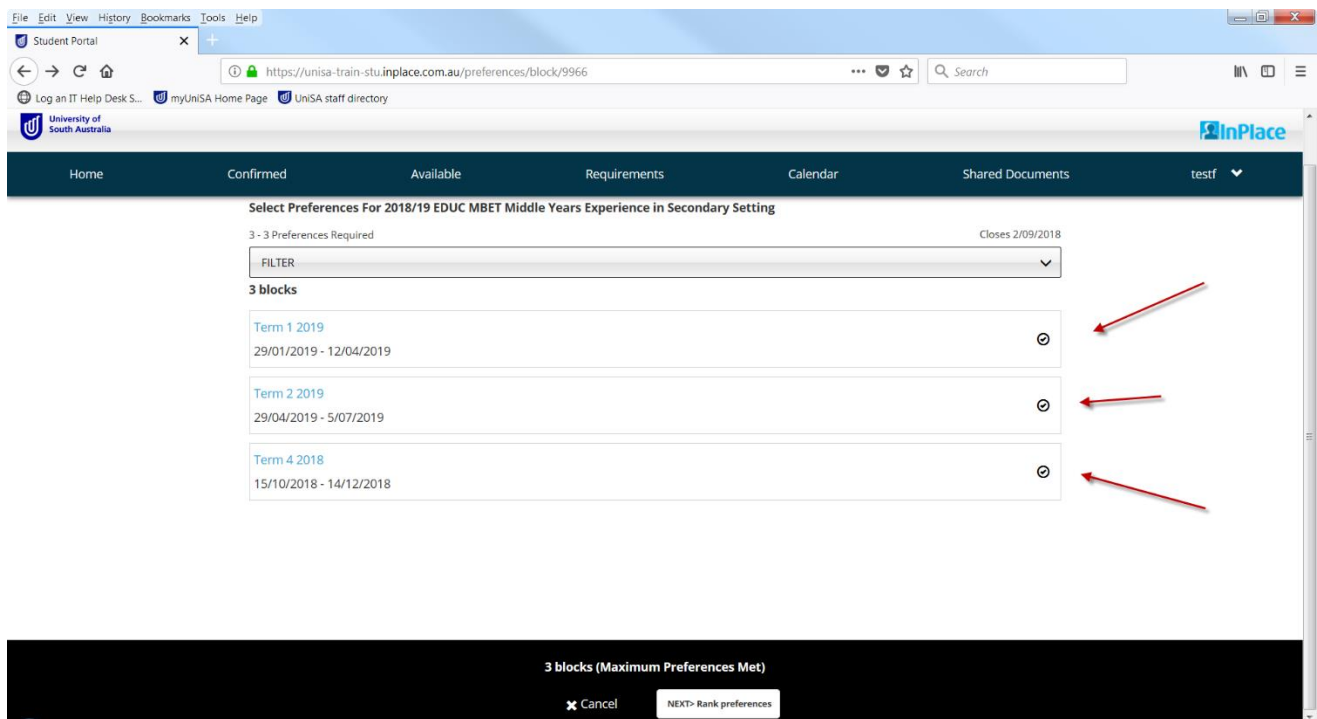 File Edit View History Bookmarks Tools Help
Student Portal
https://unisa-train-stu.inplace.com.au/preferences/block/9966
Search
Log an IT Help Desk S... myUniSA Home Page UniSA staff directory
University of
South Australia
InPlace
Home Confirmed Available Requirements Calendar Shared Documents testf
Select Preferences For 2018/19 EDUC MBET Middle Years Experience in Secondary Setting
3 - 3 Preferences Required Closes 2/09/2018
FILTER
3 blocks
Term 1 2019
29/01/2019 - 12/04/2019
Term 2 2019
29/04/2019 - 5/07/2019
Term 4 2018
15/10/2018 - 14/12/2018
3 blocks (Maximum Preferences Met)
Cancel NEXT> Rank preferences